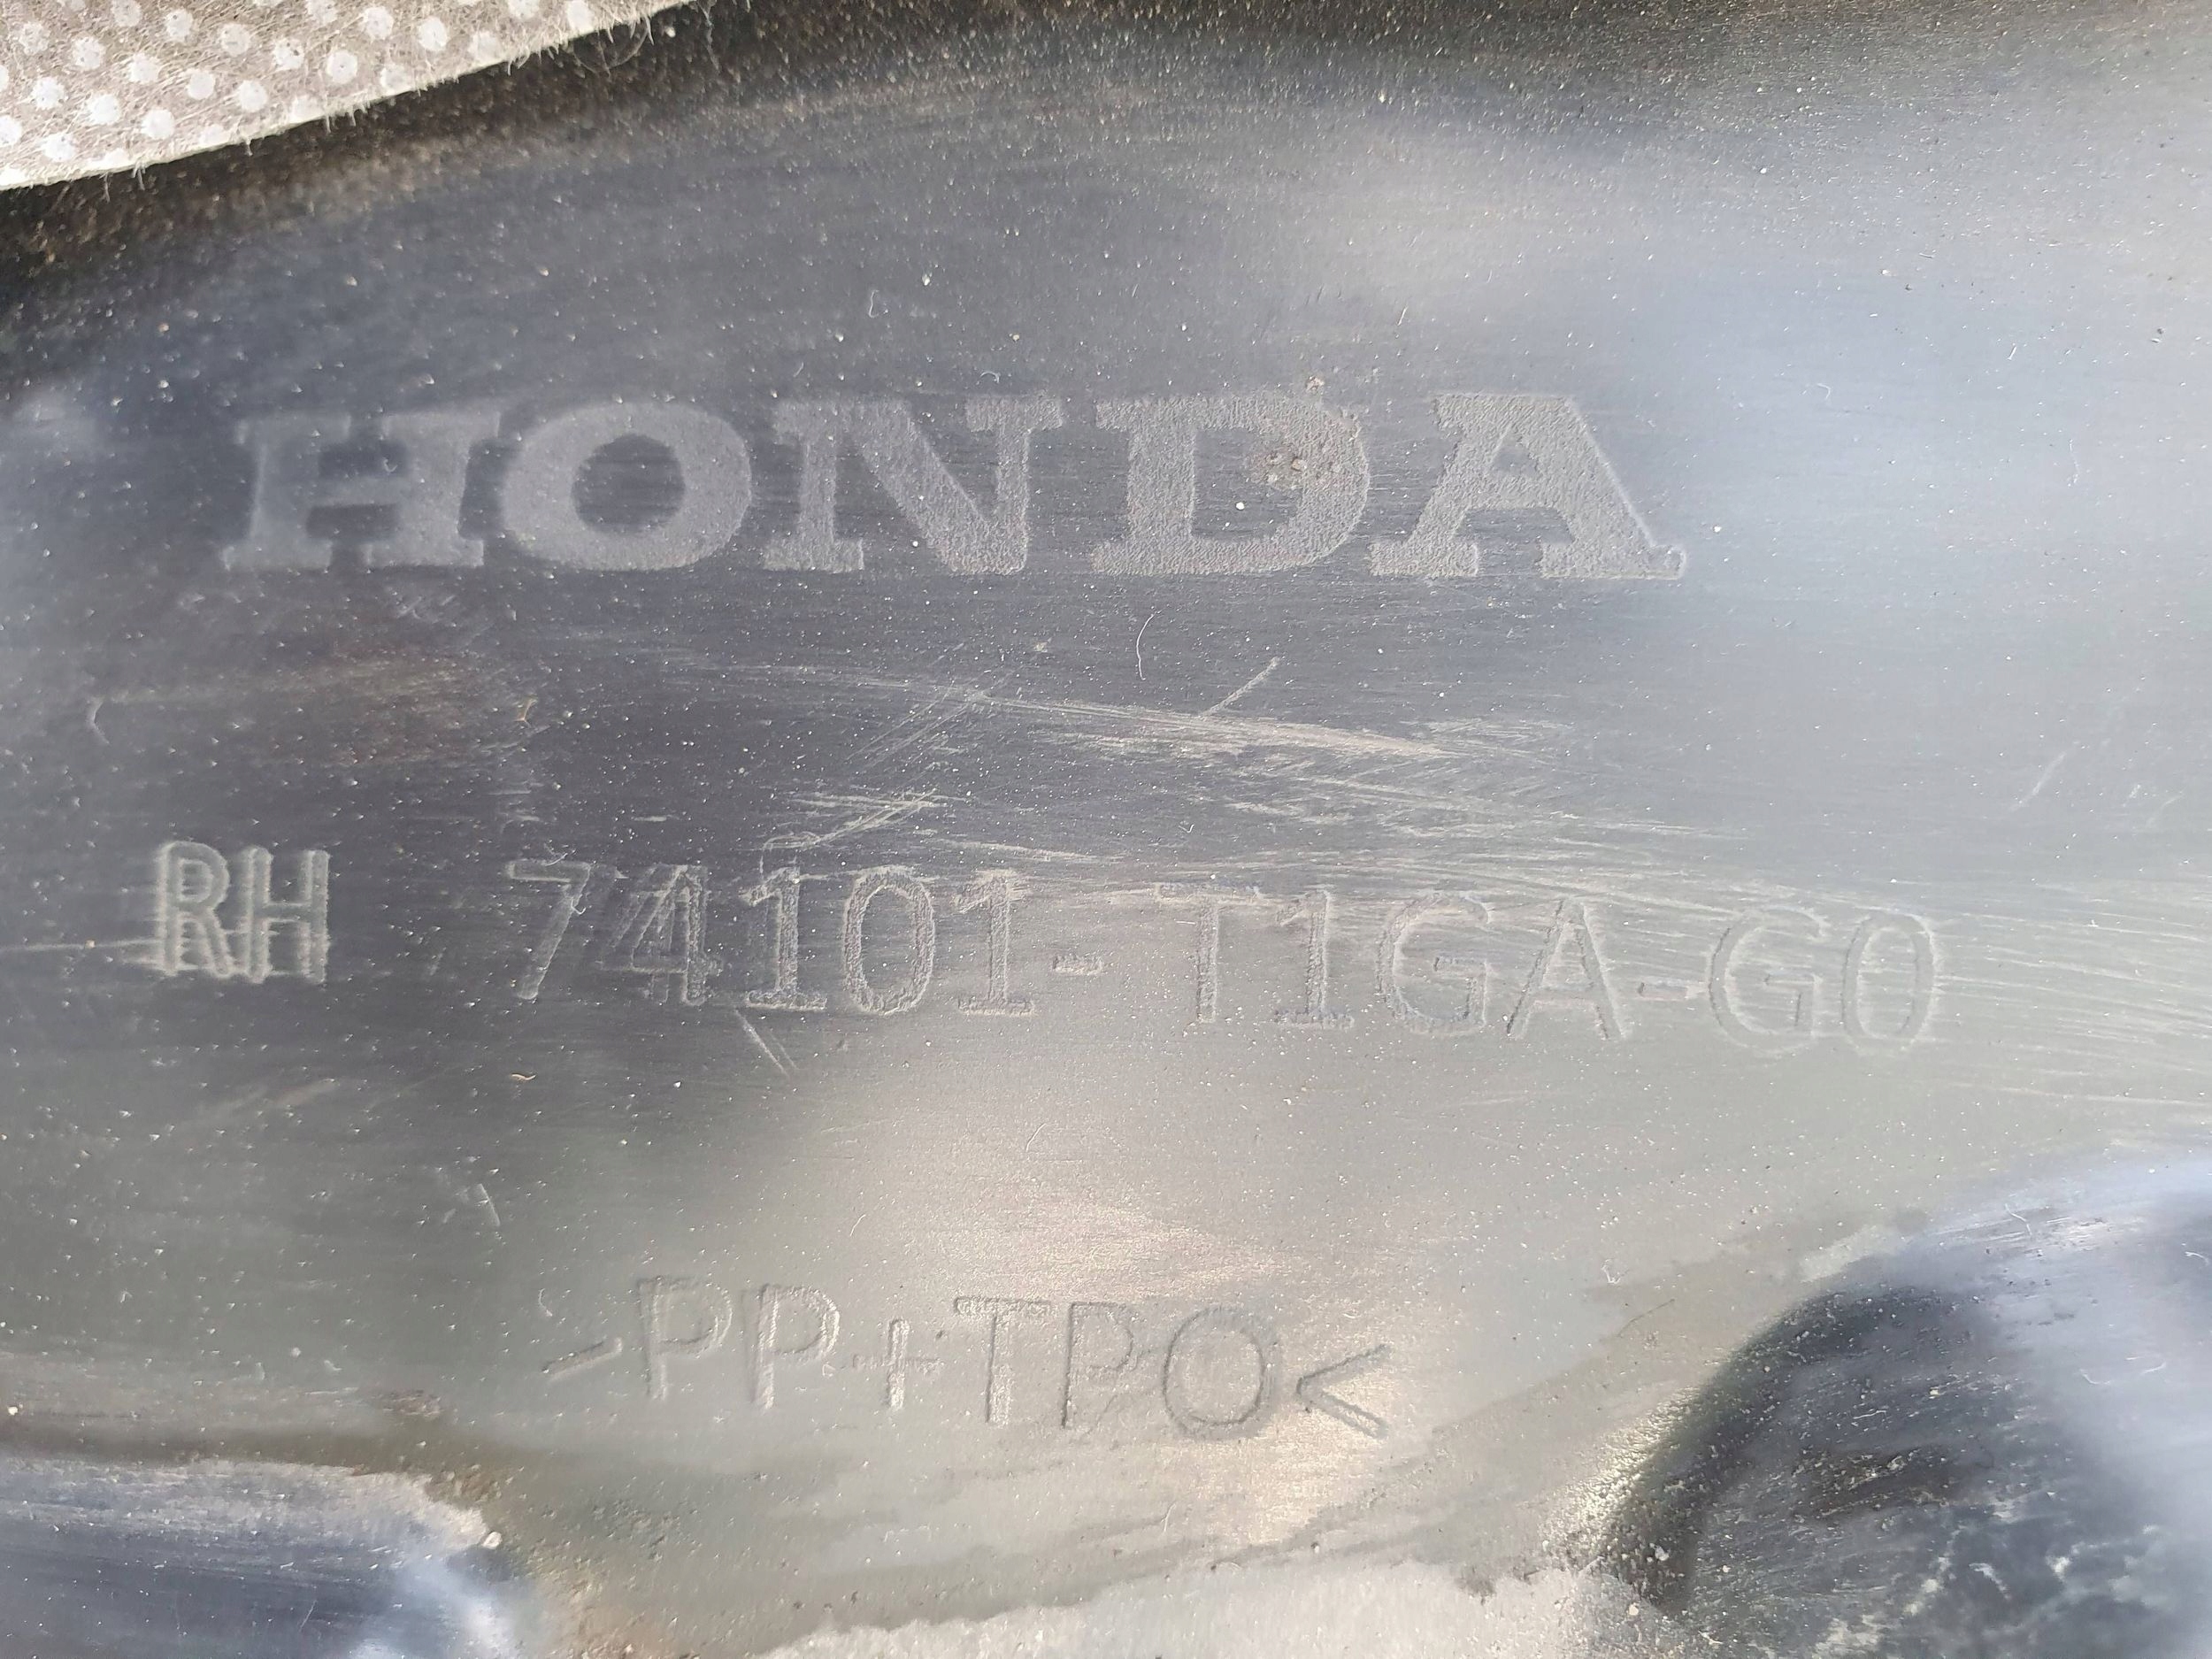 HONDA
RH 74101-T1GA-G0
>PP+TPO<